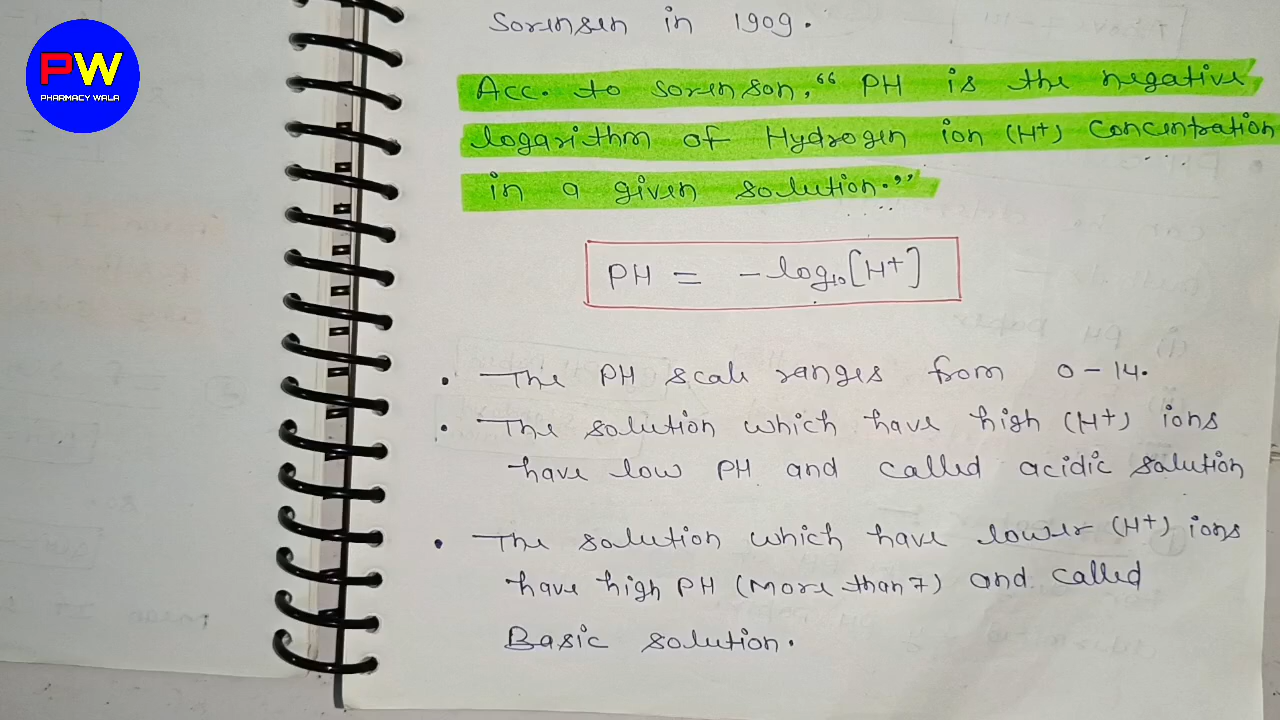 PW
PHARMACY WALA
Sorensen in 1909.
Acc. to Sorenson, “ PH is the negative
logarithm of Hydrogen ion (H+) Concentration
in a given solution.”
PH = - log₁₀[H+]
• The PH scale ranges from 0-14.
• The solution which have high (H+) ions
have low PH and called acidic solution
• The solution which have lower (H+) ions
have high PH (More than 7) and called
Basic solution.